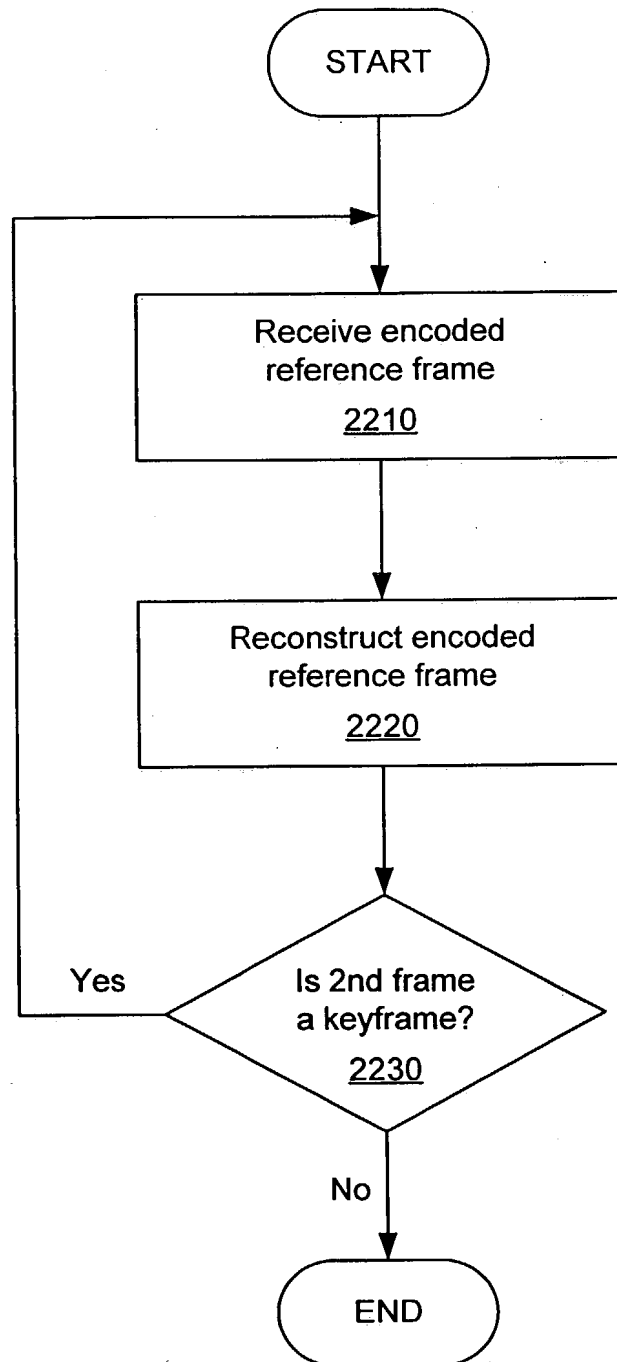 START
Receive encoded
reference frame
2210
Reconstruct encoded
reference frame
2220
Yes
Is 2nd frame
a keyframe?
2230
No
END